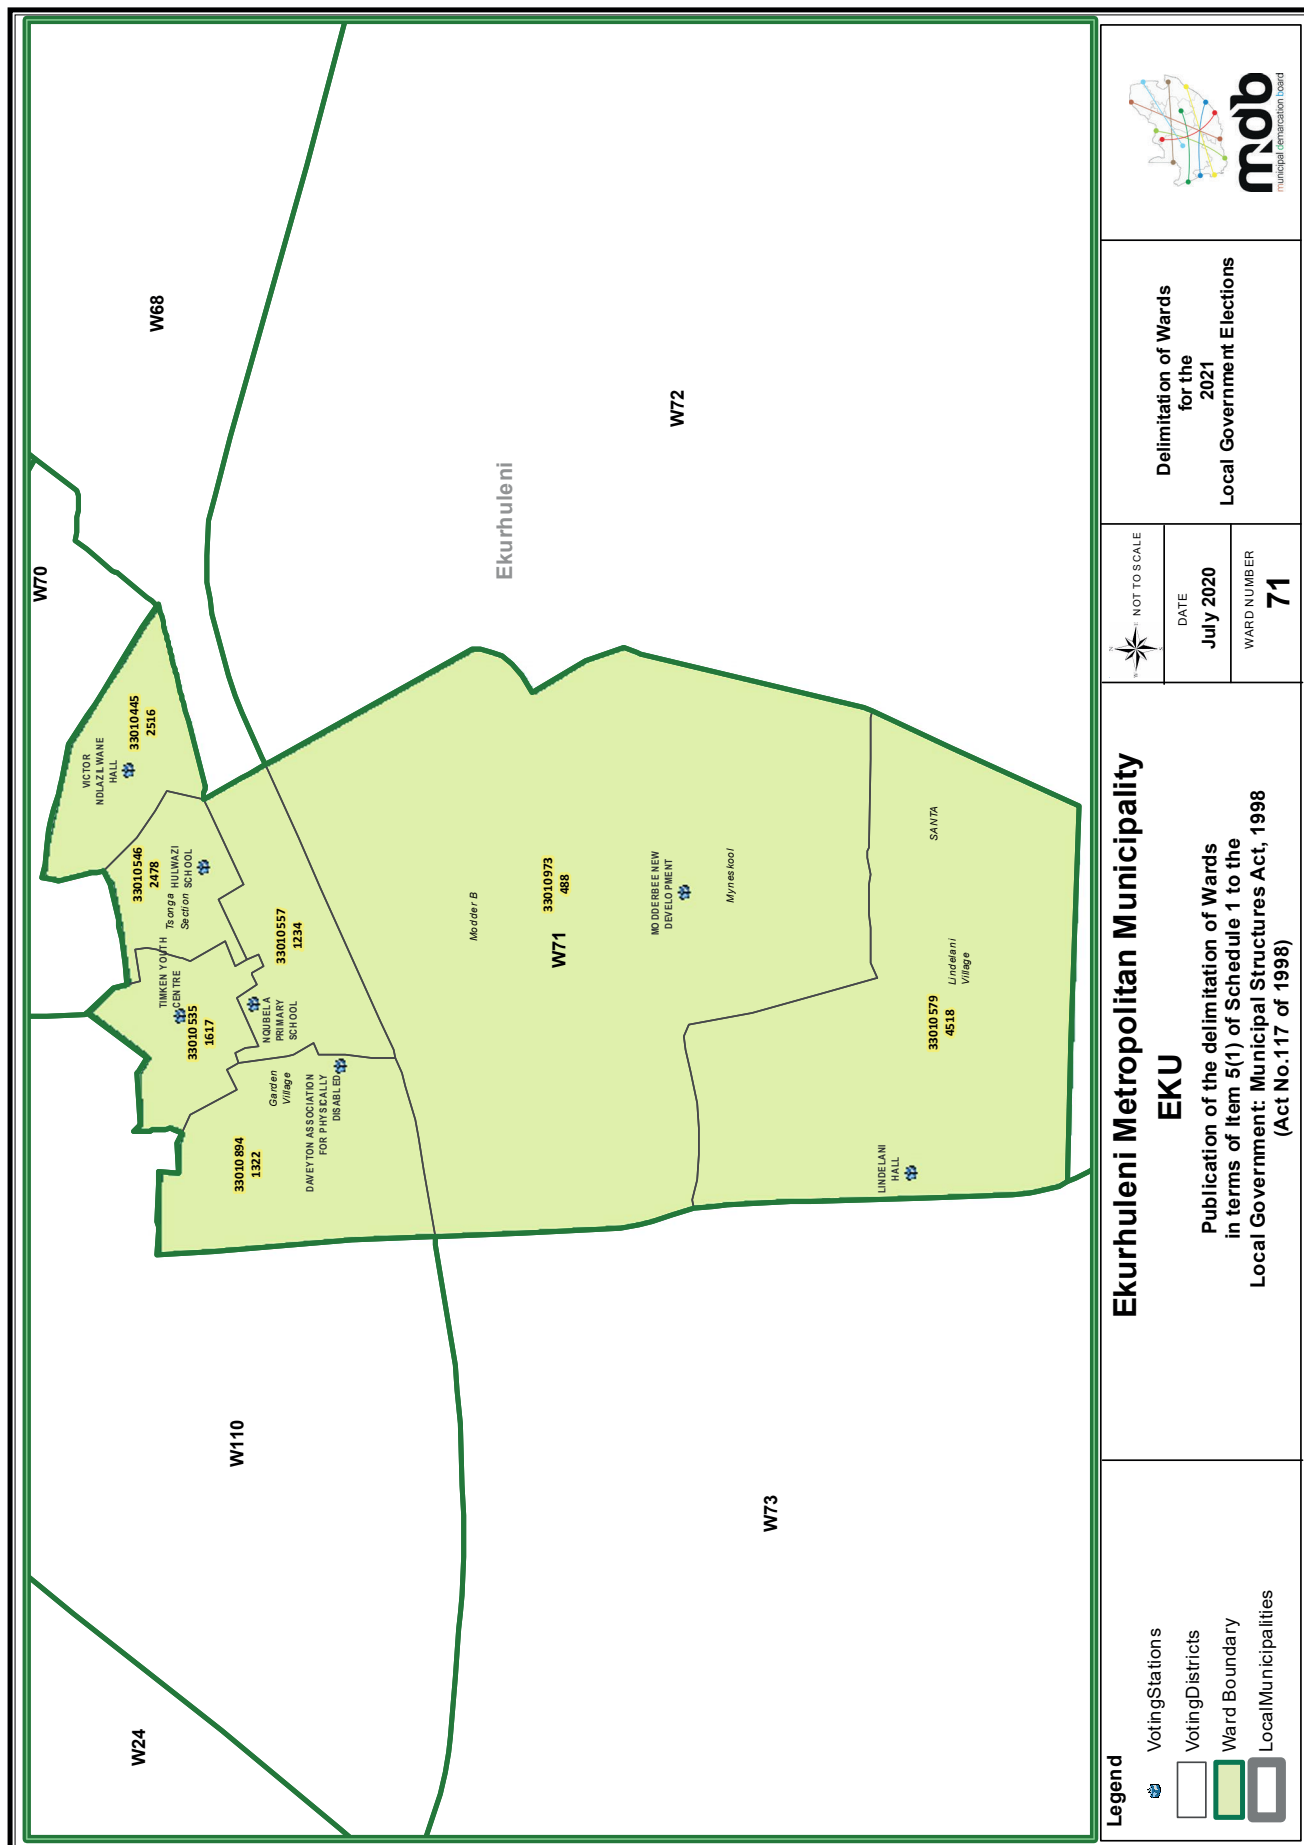 W24
W110
W73
W70
W68
W72
Ekurhuleni
VICTOR
NDLAZILWANE
HALL
33010445
2516
33010546
2478
Tsonga
Section
HULWAZI
SCHOOL
TIMKEN YOUTH
CENTRE
33010535
1617
NQUBELA
PRIMARY
SCHOOL
33010557
1234
Garden
Village
33010894
1322
DAVEYTON ASSOCIATION
FOR PHYSICALLY
DISABLED
Modder B
33010973
488
W71
MODDERBEE NEW
DEVELOPMENT
Myneskool
SANTA
Lindelani
Village
33010579
4518
LINDELANI
HALL
Legend
VotingStations
VotingDistricts
Ward Boundary
LocalMunicipalities
Ekurhuleni Metropolitan Municipality
EKU
Publication of the delimitation of Wards
in terms of Item 5(1) of Schedule 1 to the
Local Government: Municipal Structures Act, 1998
(Act No.117 of 1998)
N
W
E
S
NOT TO SCALE
DATE
July 2020
WARD NUMBER
71
Delimitation of Wards
for the
2021
Local Government Elections
mdb
municipal demarcation board